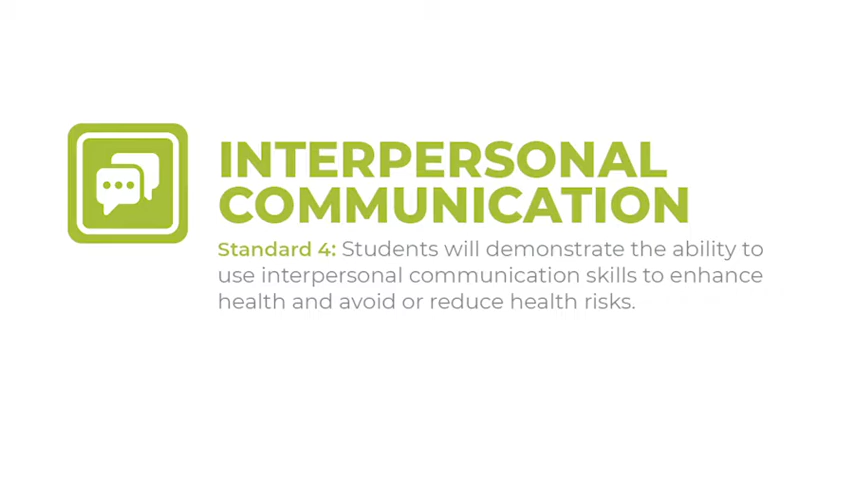 INTERPERSONAL
COMMUNICATION
Standard 4: Students will demonstrate the ability to
use interpersonal communication skills to enhance
health and avoid or reduce health risks.